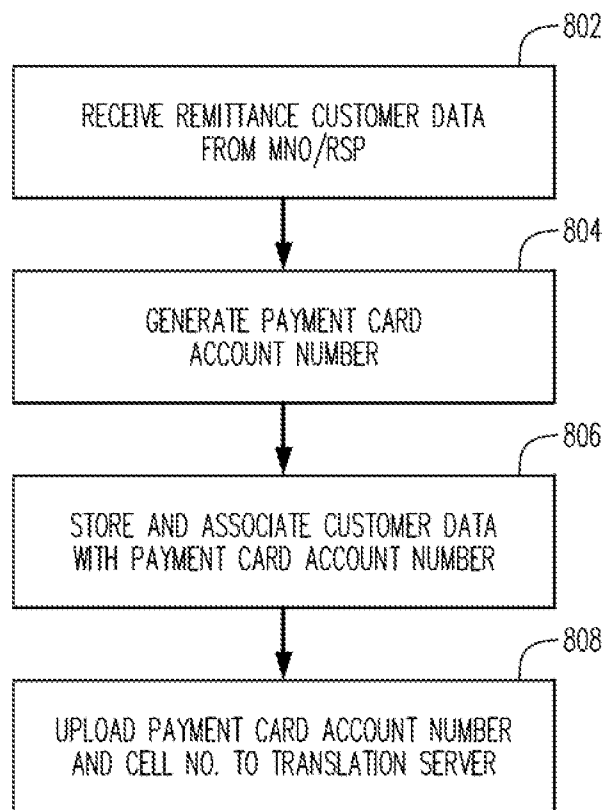 802
RECEIVE REMITTANCE CUSTOMER DATA
FROM MNO/RSP
804
GENERATE PAYMENT CARD
ACCOUNT NUMBER
806
STORE AND ASSOCIATE CUSTOMER DATA
WITH PAYMENT CARD ACCOUNT NUMBER
808
UPLOAD PAYMENT CARD ACCOUNT NUMBER
AND CELL NO. TO TRANSLATION SERVER